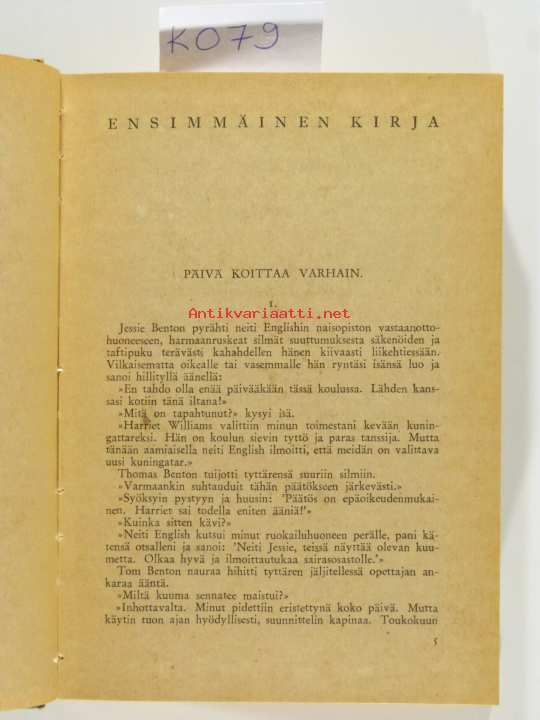 K079
ENSIMMÄINEN KIRJA
PÄIVÄ KOITTAA VARHAIN.
1.
Antikvariaatti.net
Jessie Benton pyrähti neiti Englishin naisopiston vastaanotto-
huoneeseen, harmaanruskeat silmät suuttumuksesta säkenöiden ja
taftipuku terävästi kahahdellen hänen kiivaasti liikehtiessään.
Vilkaisematta oikealle tai vasemmalle hän ryntäsi isänsä luo ja
sanoi hillityllä äänellä:
»En tahdo olla enää päivääkään tässä koulussa. Lähden kans-
sasi kotiin tänä iltana!»
»Mitä on tapahtunut?» kysyi isä.
»Harriet Williams valittiin minun toimestani kevään kunin-
gattareksi. Hän on koulun sievin tyttö ja paras tanssija. Mutta
tänään aamiaisella neiti English ilmoitti, että meidän on valittava
uusi kuningatar.»
Thomas Benton tuijotti tyttärensä suuriin silmiin.
»Varmaankin suhtauduit tähän päätökseen järkevästi.»
»Syöksyin pystyyn ja huusin: 'Päätös on epäoikeudenmukai-
nen. Harriet sai todella eniten ääniä!'»
»Kuinka sitten kävi?»
»Neiti English kutsui minut ruokailuhuoneen perälle, pani kä-
tensä otsalleni ja sanoi: 'Neiti Jessie, teissä näyttää olevan kuu-
metta. Olkaa hyvä ja ilmoittautukaa sairasosastolle.'»
Tom Benton nauraa hihitti tyttären jäljitellessä opettajan an-
karaa ääntä.
»Miltä kuuma sennatee maistui?»
»Inhottavalta. Minut pidettiin eristettynä koko päivä. Mutta
käytin tuon ajan hyödyllisesti, suunnittelin kapinaa. Toukokuun
5